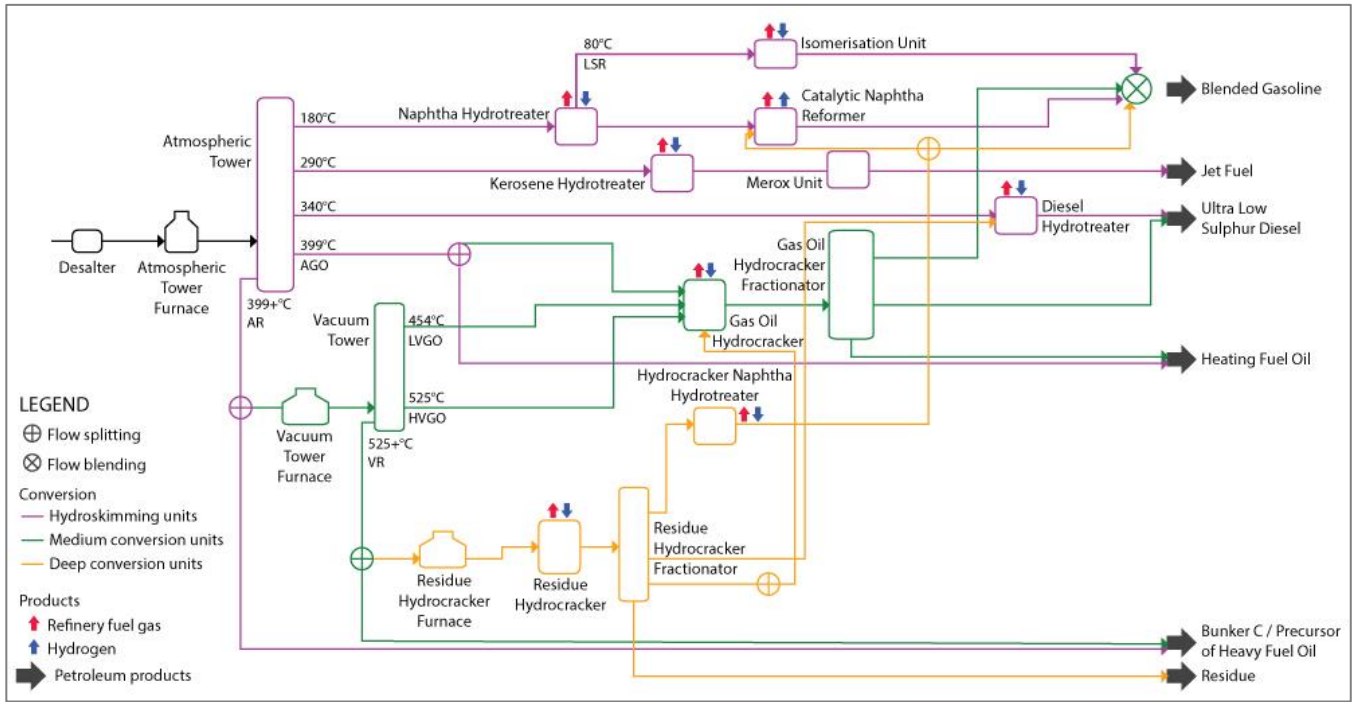 80°C
LSR
Isomerisation Unit
Blended Gasoline
Naphtha Hydrotreater
Catalytic Naphtha
Reformer
180°C
Atmospheric
Tower
290°C
Kerosene Hydrotreater
Merox Unit
Jet Fuel
340°C
Diesel
Hydrotreater
Ultra Low
Sulphur Diesel
399°C
AGO
Gas Oil
Hydrocracker
Fractionator
Desalter
Atmospheric
Tower
Furnace
399+°C
AR
Vacuum
Tower
454°C
LVGO
Gas Oil
Hydrocracker
Heating Fuel Oil
Hydrocracker Naphtha
Hydrotreater
525°C
HVGO
Vacuum
Tower
Furnace
525+°C
VR
LEGEND
Flow splitting
Flow blending
Conversion
Hydroskimming units
Medium conversion units
Deep conversion units
Products
Refinery fuel gas
Hydrogen
Petroleum products
Residue
Hydrocracker
Furnace
Residue
Hydrocracker
Residue
Hydrocracker
Fractionator
Bunker C / Precursor
of Heavy Fuel Oil
Residue